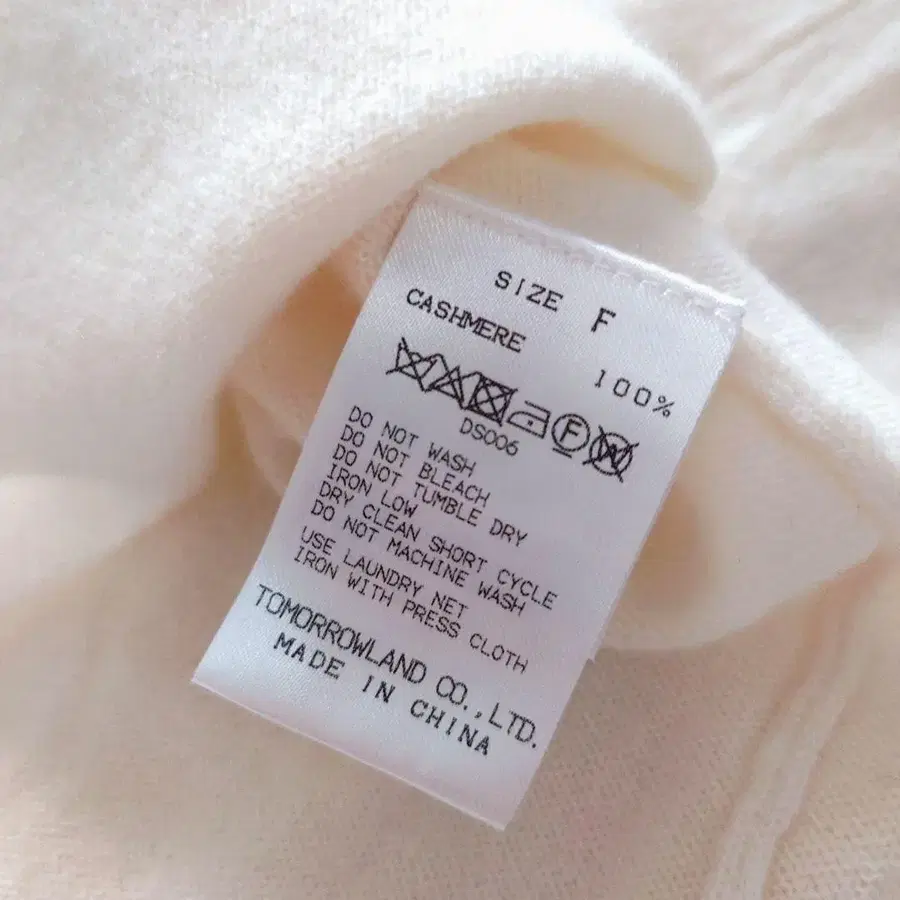 SIZE F
CASHMERE 100%
F W
DS006
DO NOT WASH
DO NOT BLEACH
DO NOT TUMBLE DRY
IRON LOW
DRY CLEAN SHORT CYCLE
DO NOT MACHINE WASH
USE LAUNDRY NET
IRON WITH PRESS CLOTH
TOMORROWLAND CO.,LTD.
MADE IN CHINA